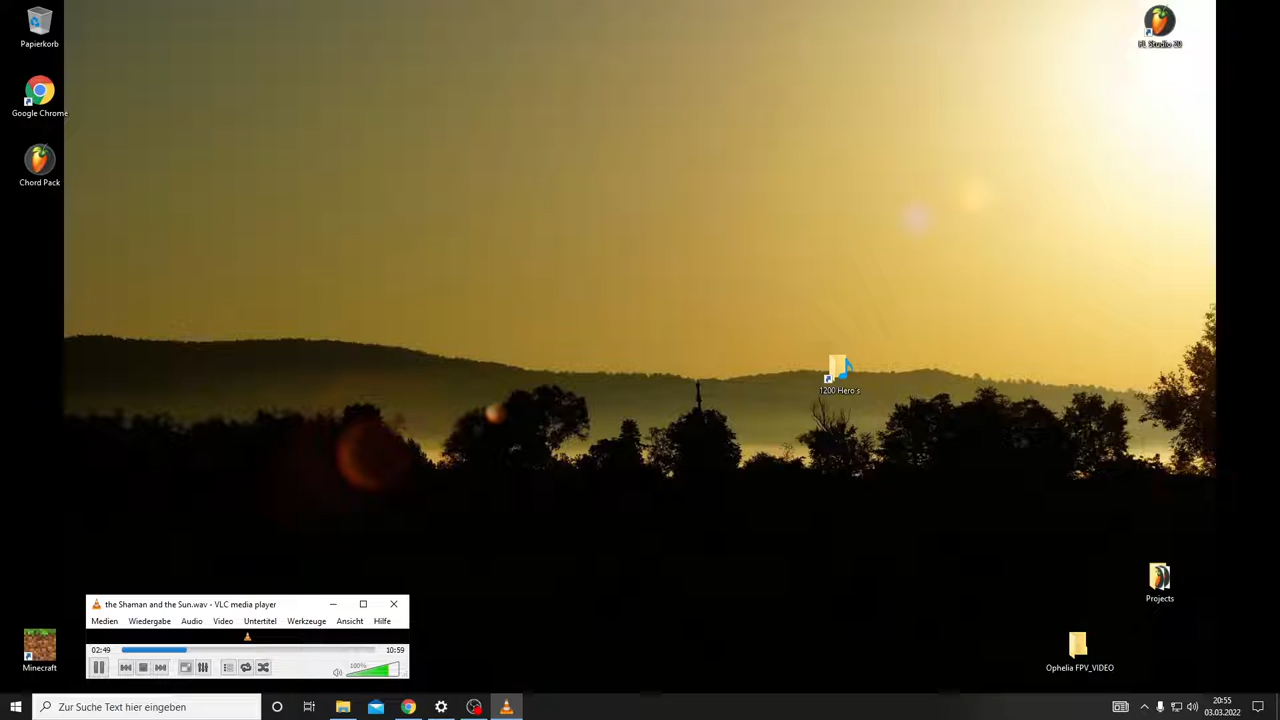 Papierkorb
FL Studio 20
Google Chrome
Chord Pack
1200 Hero s
Projects
Minecraft
Ophelia FPV_VIDEO
the Shaman and the Sun.wav - VLC media player
Medien Wiedergabe Audio Video Untertitel Werkzeuge Ansicht Hilfe
02:49 10:59
100%
Zur Suche Text hier eingeben
20:55
03.03.2022